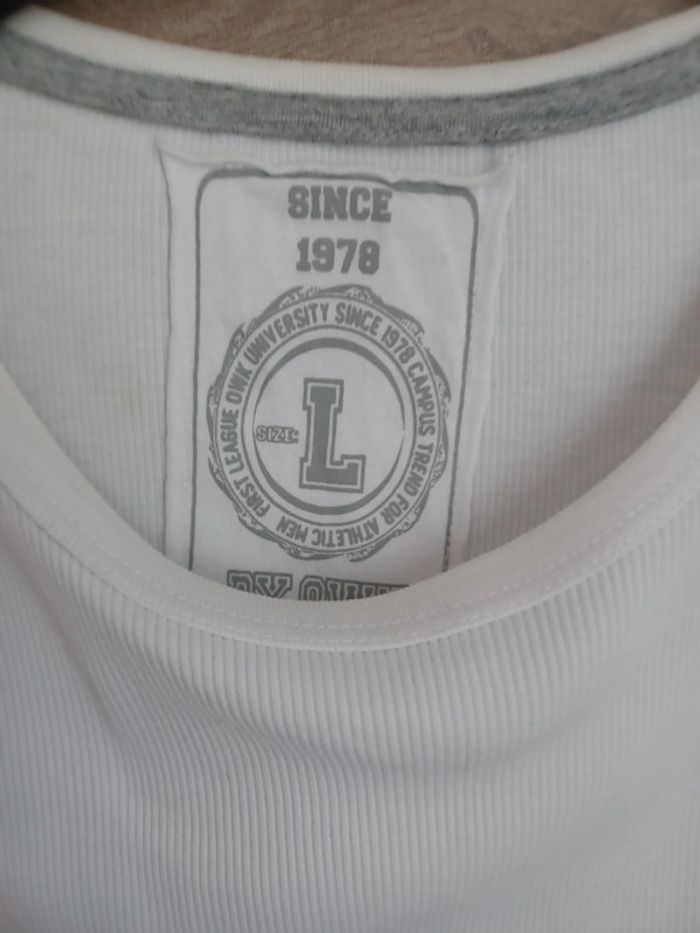 SINCE
1978
FIRST LEAGUE OWK UNIVERSITY SINCE 1978 CAMPUS TREND FOR ATHLETIC MEN
SIZE:
L